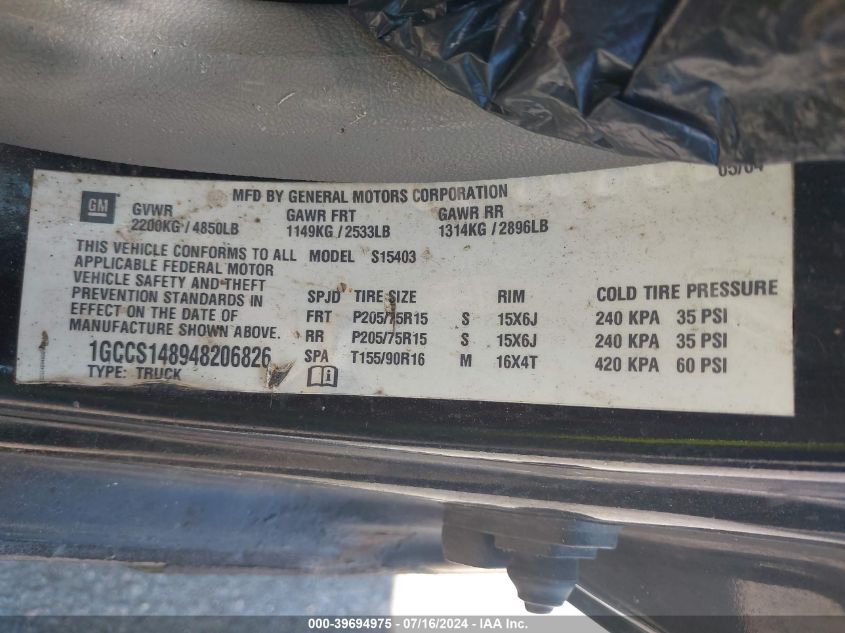 05/04
MFD BY GENERAL MOTORS CORPORATION
GM
GVWR GAWR FRT GAWR RR
2200KG / 4850LB 1149KG / 2533LB 1314KG / 2896LB
THIS VEHICLE CONFORMS TO ALL MODEL S15403
APPLICABLE FEDERAL MOTOR
VEHICLE SAFETY AND THEFT
PREVENTION STANDARDS IN
EFFECT ON THE DATE OF
MANUFACTURE SHOWN ABOVE.
SPJD TIRE SIZE RIM COLD TIRE PRESSURE
FRT P205/75R15 S 15X6J 240 KPA 35 PSI
RR P205/75R15 S 15X6J 240 KPA 35 PSI
SPA T155/90R16 M 16X4T 420 KPA 60 PSI
1GCCS148948206826
TYPE: TRUCK
000-39694975 - 07/16/2024 - IAA Inc.